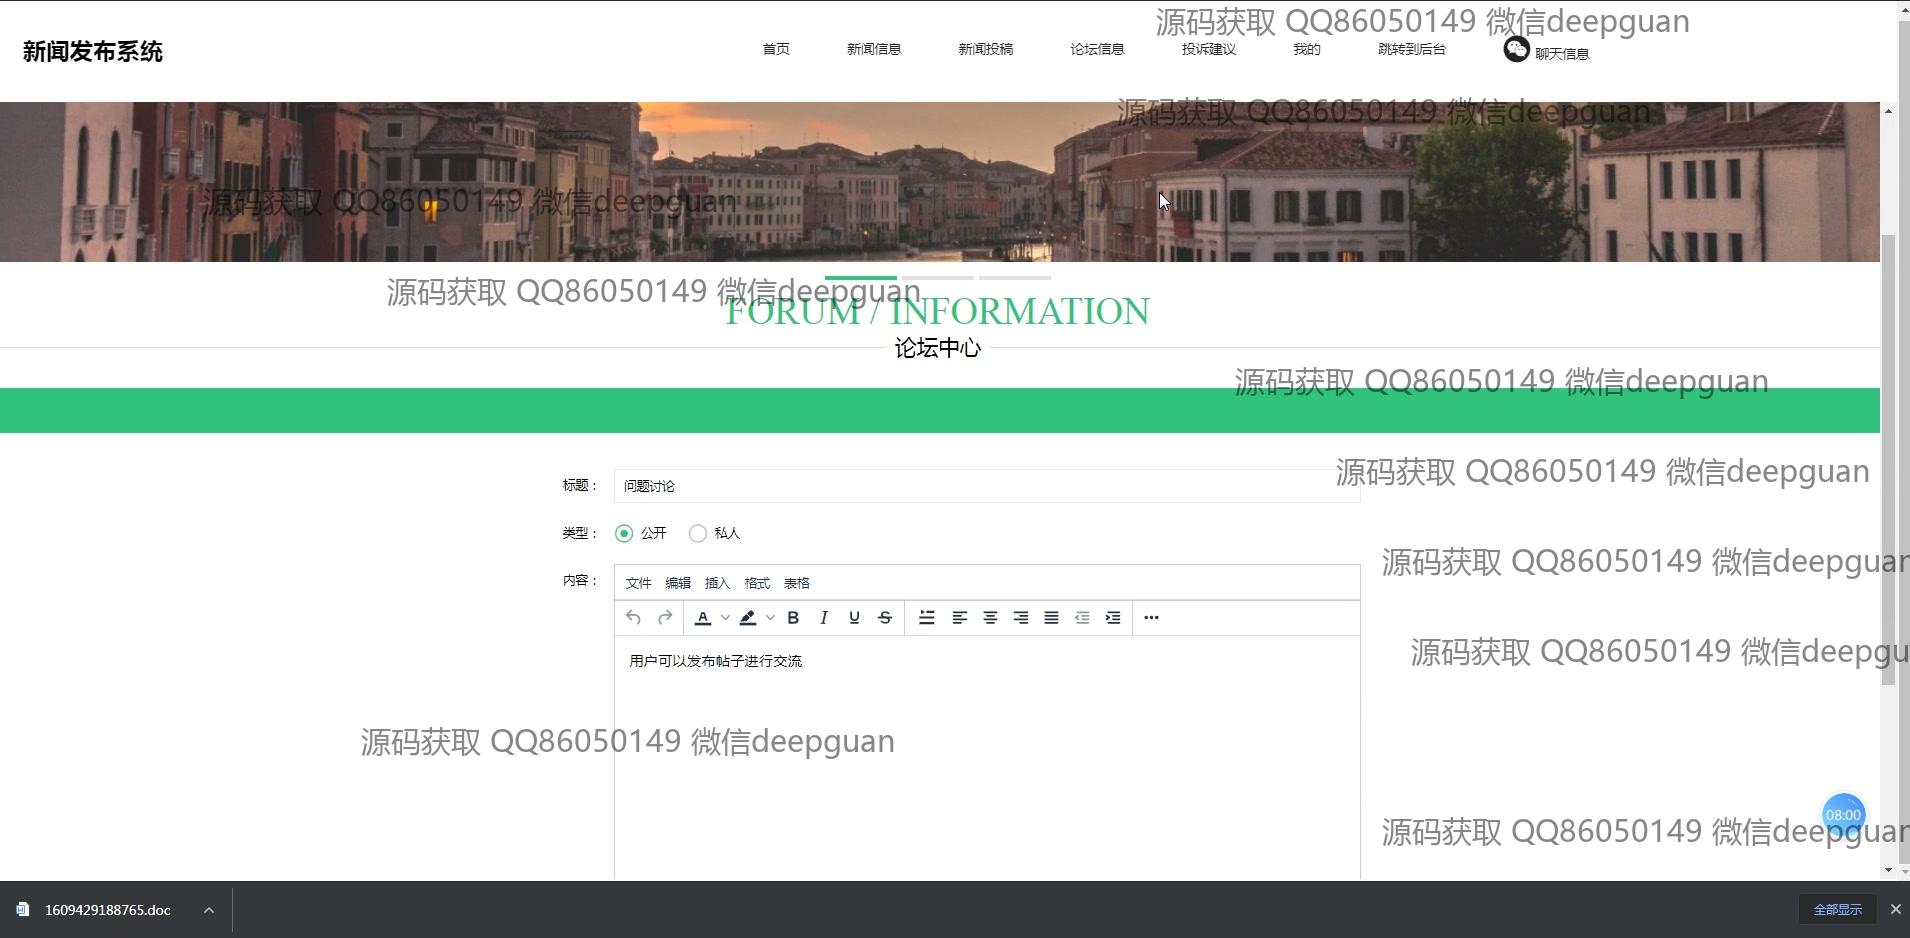 源码获取 QQ86050149 微信deepguan
新闻发布系统
首页 新闻信息 新闻投稿 论坛信息 投诉建议 我的 跳转到后台 聊天信息
源码获取 QQ86050149 微信deepguan
源码获取 QQ86050149 微信deepguan
源码获取 QQ86050149 微信deepguan
FORUM / INFORMATION
论坛中心
源码获取 QQ86050149 微信deepguan
源码获取 QQ86050149 微信deepguan
标题： 问题讨论
类型： 公开 私人
源码获取 QQ86050149 微信deepguan
内容： 文件 编辑 插入 格式 表格
A B I U S
源码获取 QQ86050149 微信deepgu
用户可以发布帖子进行交流
源码获取 QQ86050149 微信deepguan
08:00
源码获取 QQ86050149 微信deepguan
1609429188765.doc
全部显示